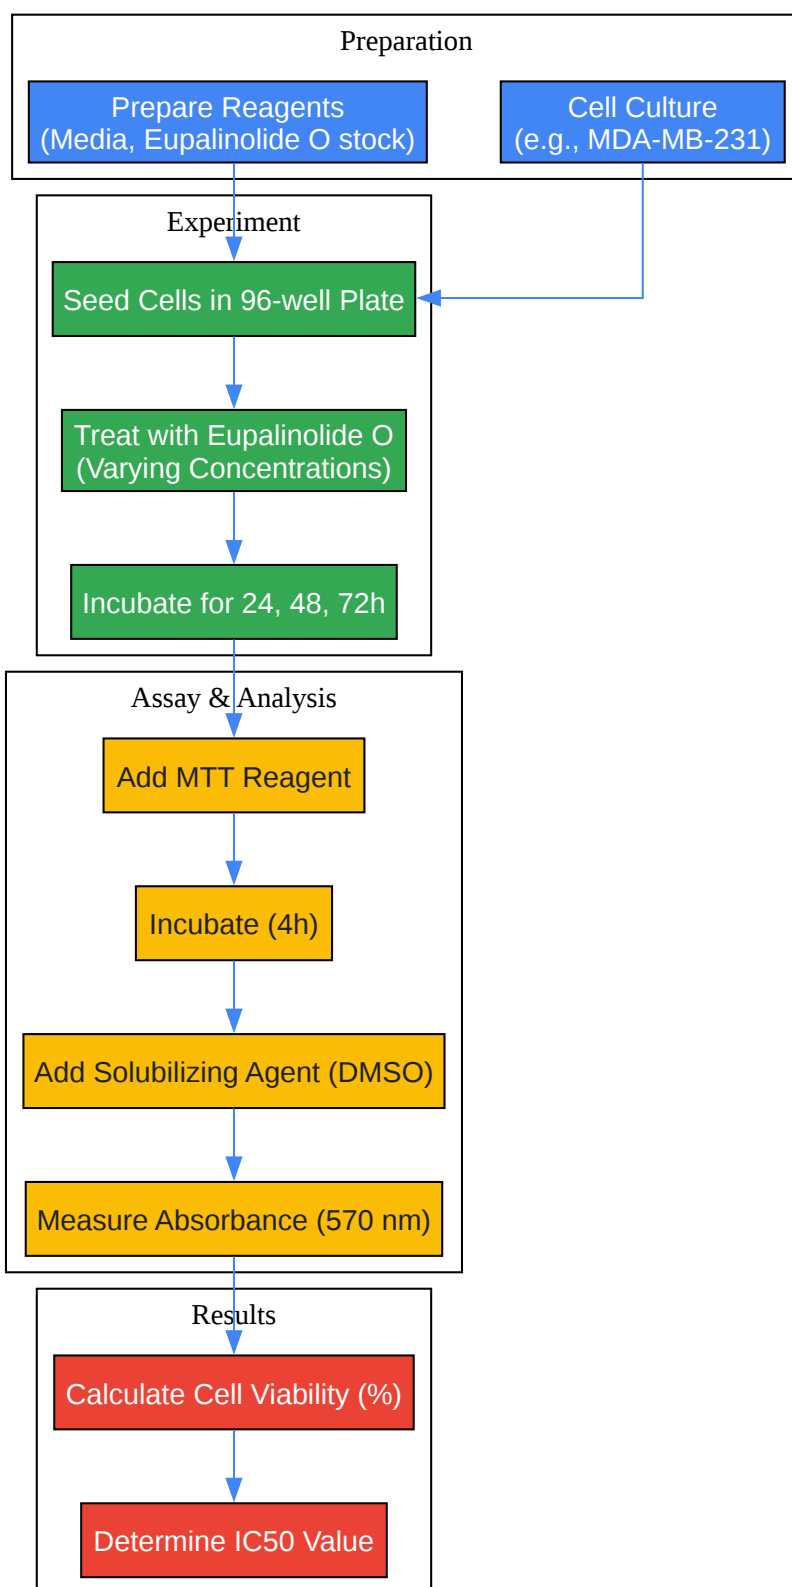 Preparation
Prepare Reagents
(Media, Eupalinolide O stock)
Cell Culture
(e.g., MDA-MB-231)
Experiment
Seed Cells in 96-well Plate
Treat with Eupalinolide O
(Varying Concentrations)
Incubate for 24, 48, 72h
Assay & Analysis
Add MTT Reagent
Incubate (4h)
Add Solubilizing Agent (DMSO)
Measure Absorbance (570 nm)
Results
Calculate Cell Viability (%)
Determine IC50 Value